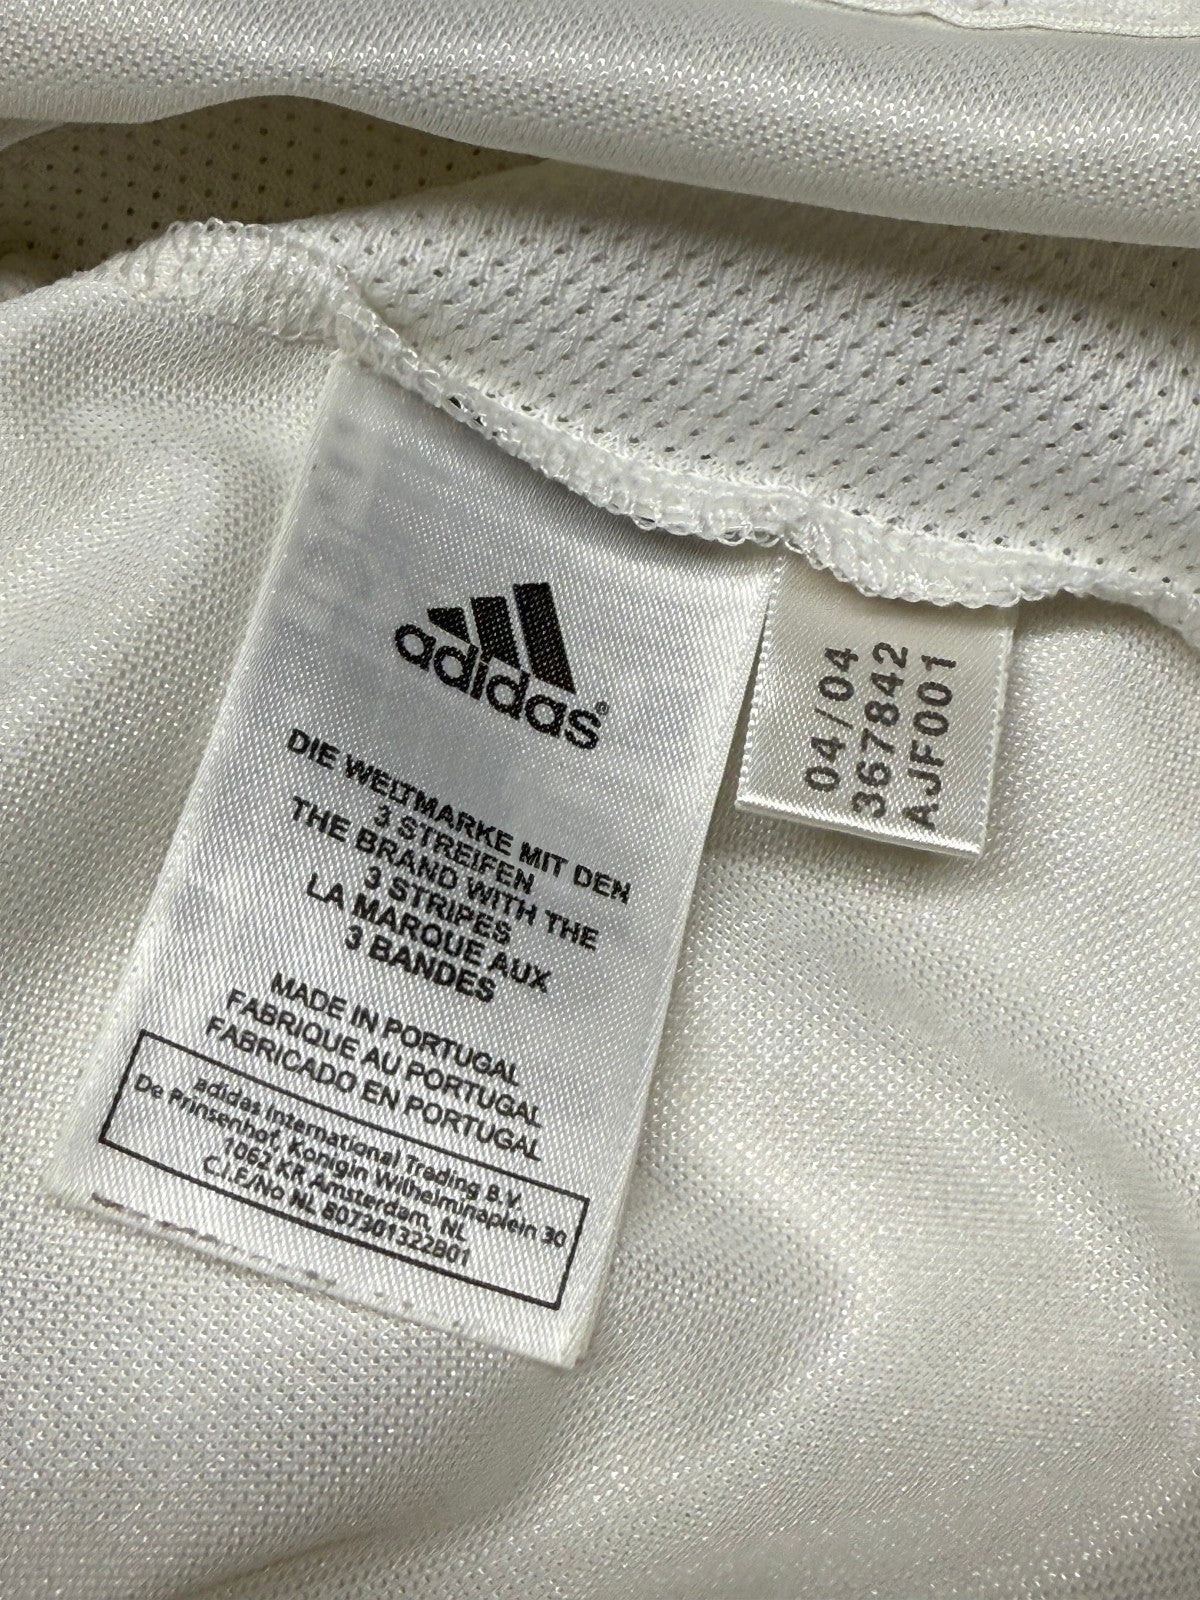 adidas®
DIE WELTMARKE MIT DEN
3 STREIFEN
THE BRAND WITH THE
3 STRIPES
LA MARQUE AUX
3 BANDES
MADE IN PORTUGAL
FABRIQUE AU PORTUGAL
FABRICADO EN PORTUGAL
adidas International Trading B.V.
De Prinsenhof, Konigin Wilhelminaplein 30
1062 KR Amsterdam, NL
C.I.F./No NL 807301322B01
04/04
367842
AJF001